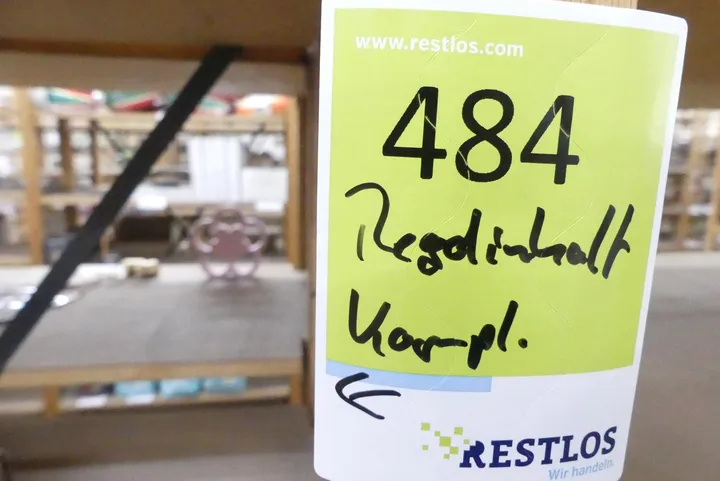 www.restlos.com
484
Regalinhalt
kompl.
RESTLOS
Wir handeln.